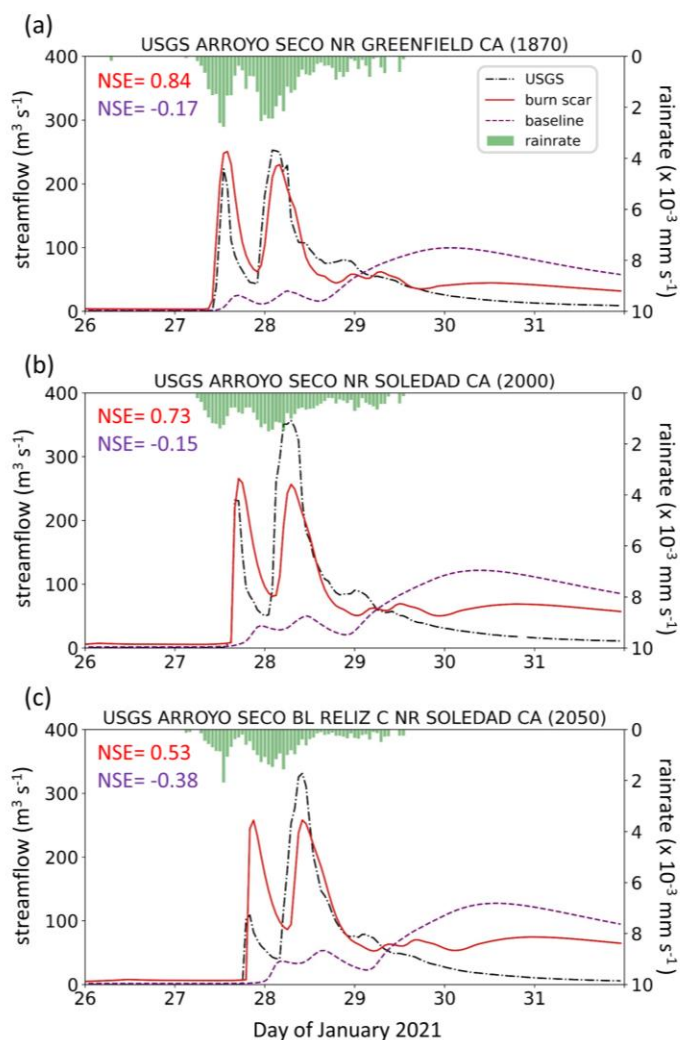 (a)
USGS ARROYO SECO NR GREENFIELD CA (1870)
NSE= 0.84
NSE= -0.17
USGS
burn scar
baseline
rainrate
400
300
200
100
0
streamflow (m³ s⁻¹)
0
2
4
6
8
10
rainrate (x 10⁻³ mm s⁻¹)
26 27 28 29 30 31
(b)
USGS ARROYO SECO NR SOLEDAD CA (2000)
NSE= 0.73
NSE= -0.15
400
300
200
100
0
streamflow (m³ s⁻¹)
0
2
4
6
8
10
rainrate (x 10⁻³ mm s⁻¹)
26 27 28 29 30 31
(c)
USGS ARROYO SECO BL RELIZ C NR SOLEDAD CA (2050)
NSE= 0.53
NSE= -0.38
400
300
200
100
0
streamflow (m³ s⁻¹)
0
2
4
6
8
10
rainrate (x 10⁻³ mm s⁻¹)
26 27 28 29 30 31
Day of January 2021